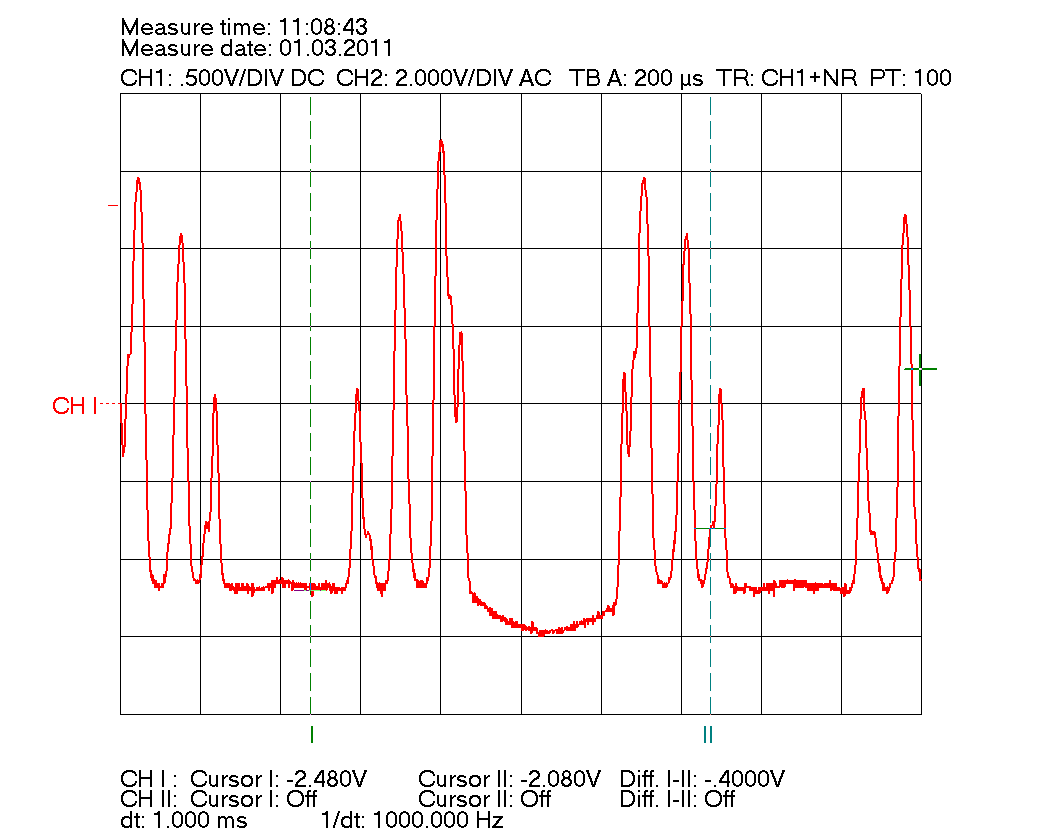 Measure time: 11:08:43
Measure date: 01.03.2011
CH1: .500V/DIV DC CH2: 2.000V/DIV AC TB A: 200 µs TR: CH1+NR PT: 100
CH I
I II
CH I : Cursor I: -2.480V Cursor II: -2.080V Diff. I-II: -.4000V
CH II: Cursor I: Off Cursor II: Off Diff. I-II: Off
dt: 1.000 ms 1/dt: 1000.000 Hz